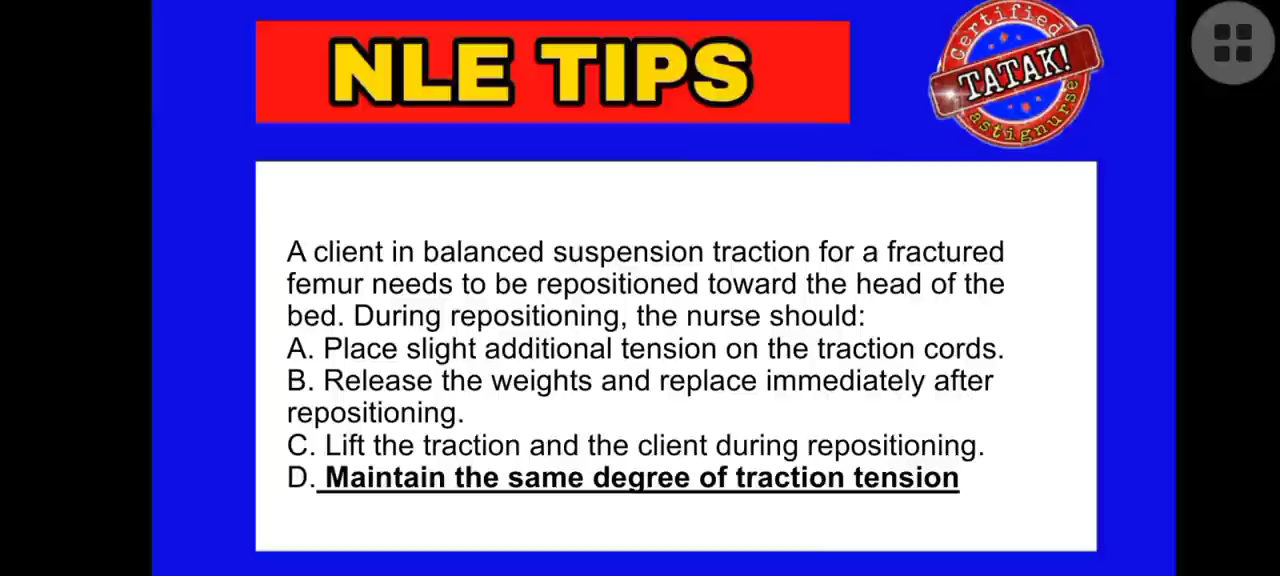 NLE TIPS
Certified
TATAK!
astignurse
A client in balanced suspension traction for a fractured
femur needs to be repositioned toward the head of the
bed. During repositioning, the nurse should:
A. Place slight additional tension on the traction cords.
B. Release the weights and replace immediately after
repositioning.
C. Lift the traction and the client during repositioning.
D. Maintain the same degree of traction tension